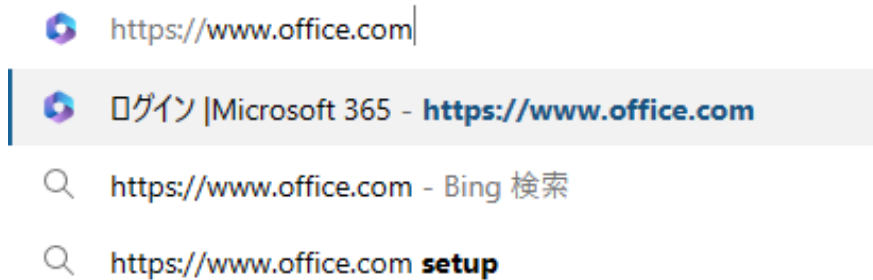 https://www.office.com
ログイン |Microsoft 365 - https://www.office.com
https://www.office.com - Bing 検索
https://www.office.com setup